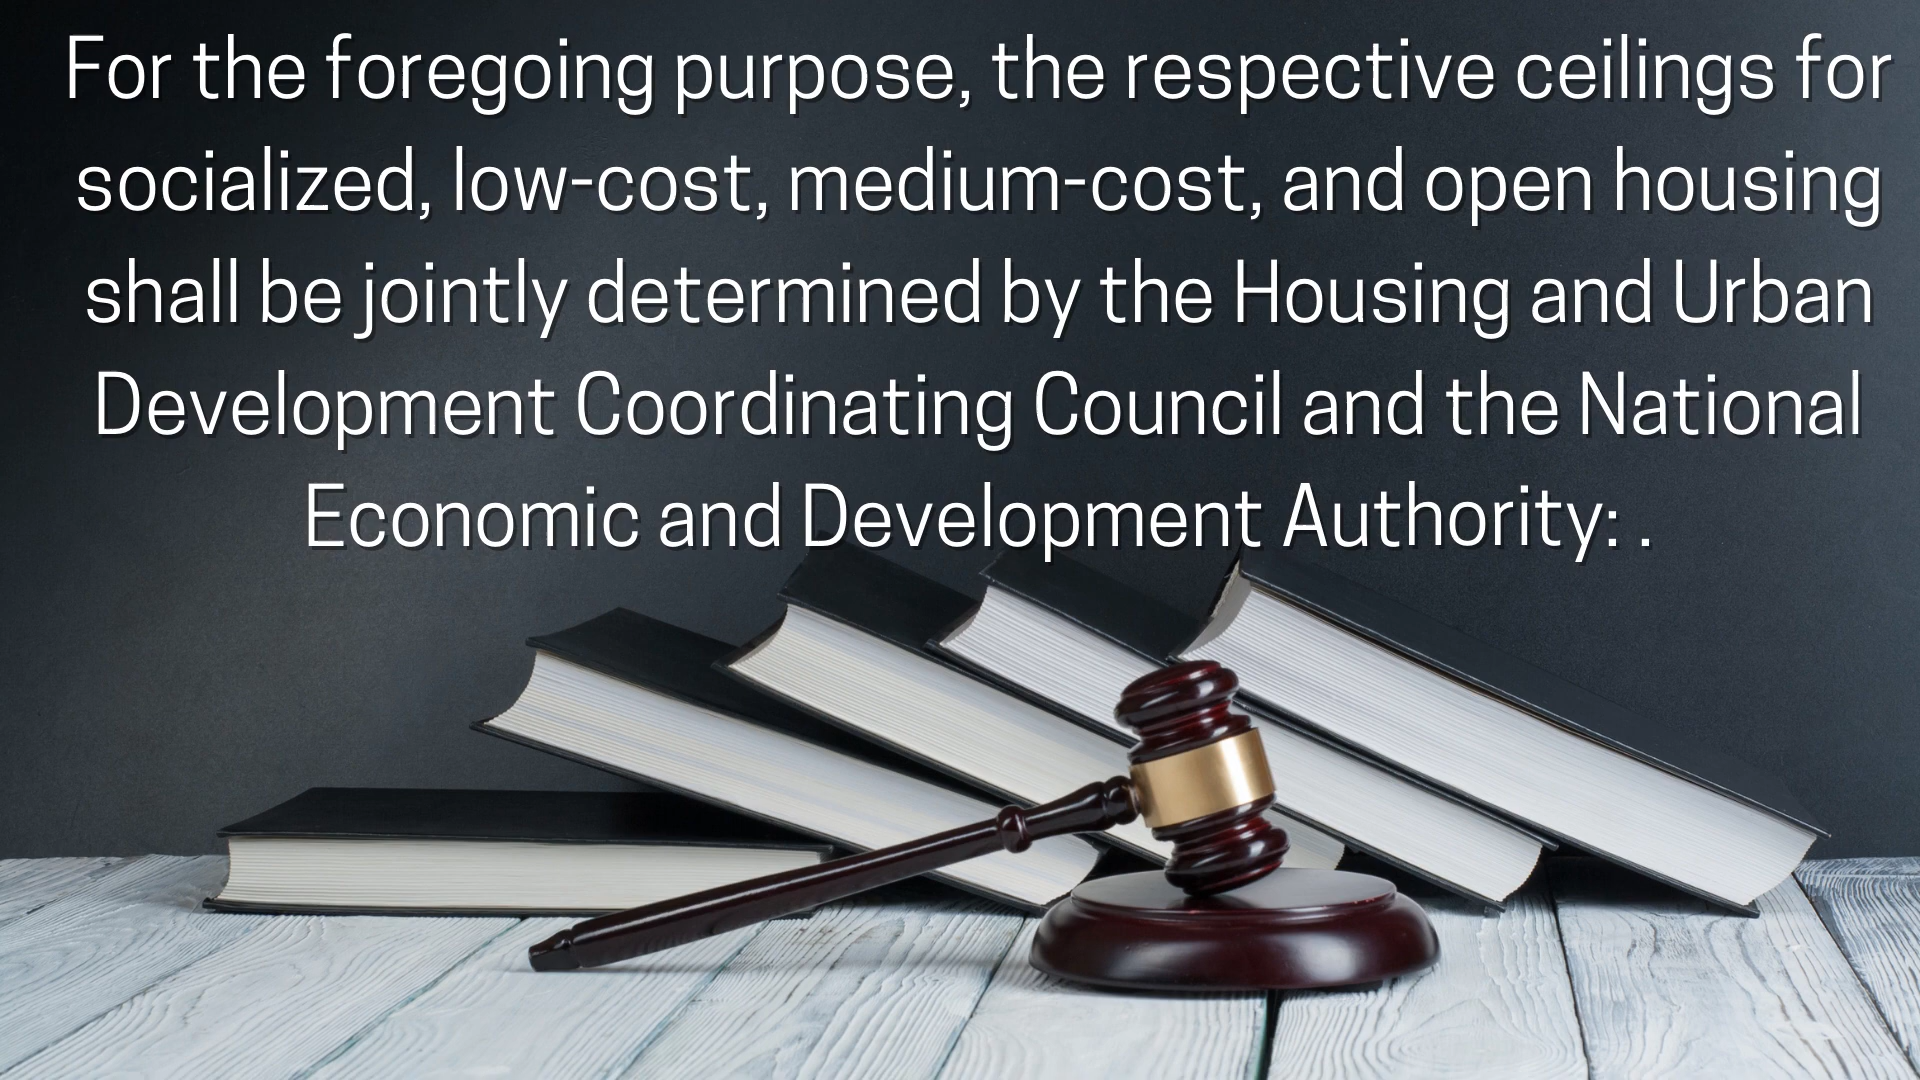 For the foregoing purpose, the respective ceilings for
socialized, low-cost, medium-cost, and open housing
shall be jointly determined by the Housing and Urban
Development Coordinating Council and the National
Economic and Development Authority: .